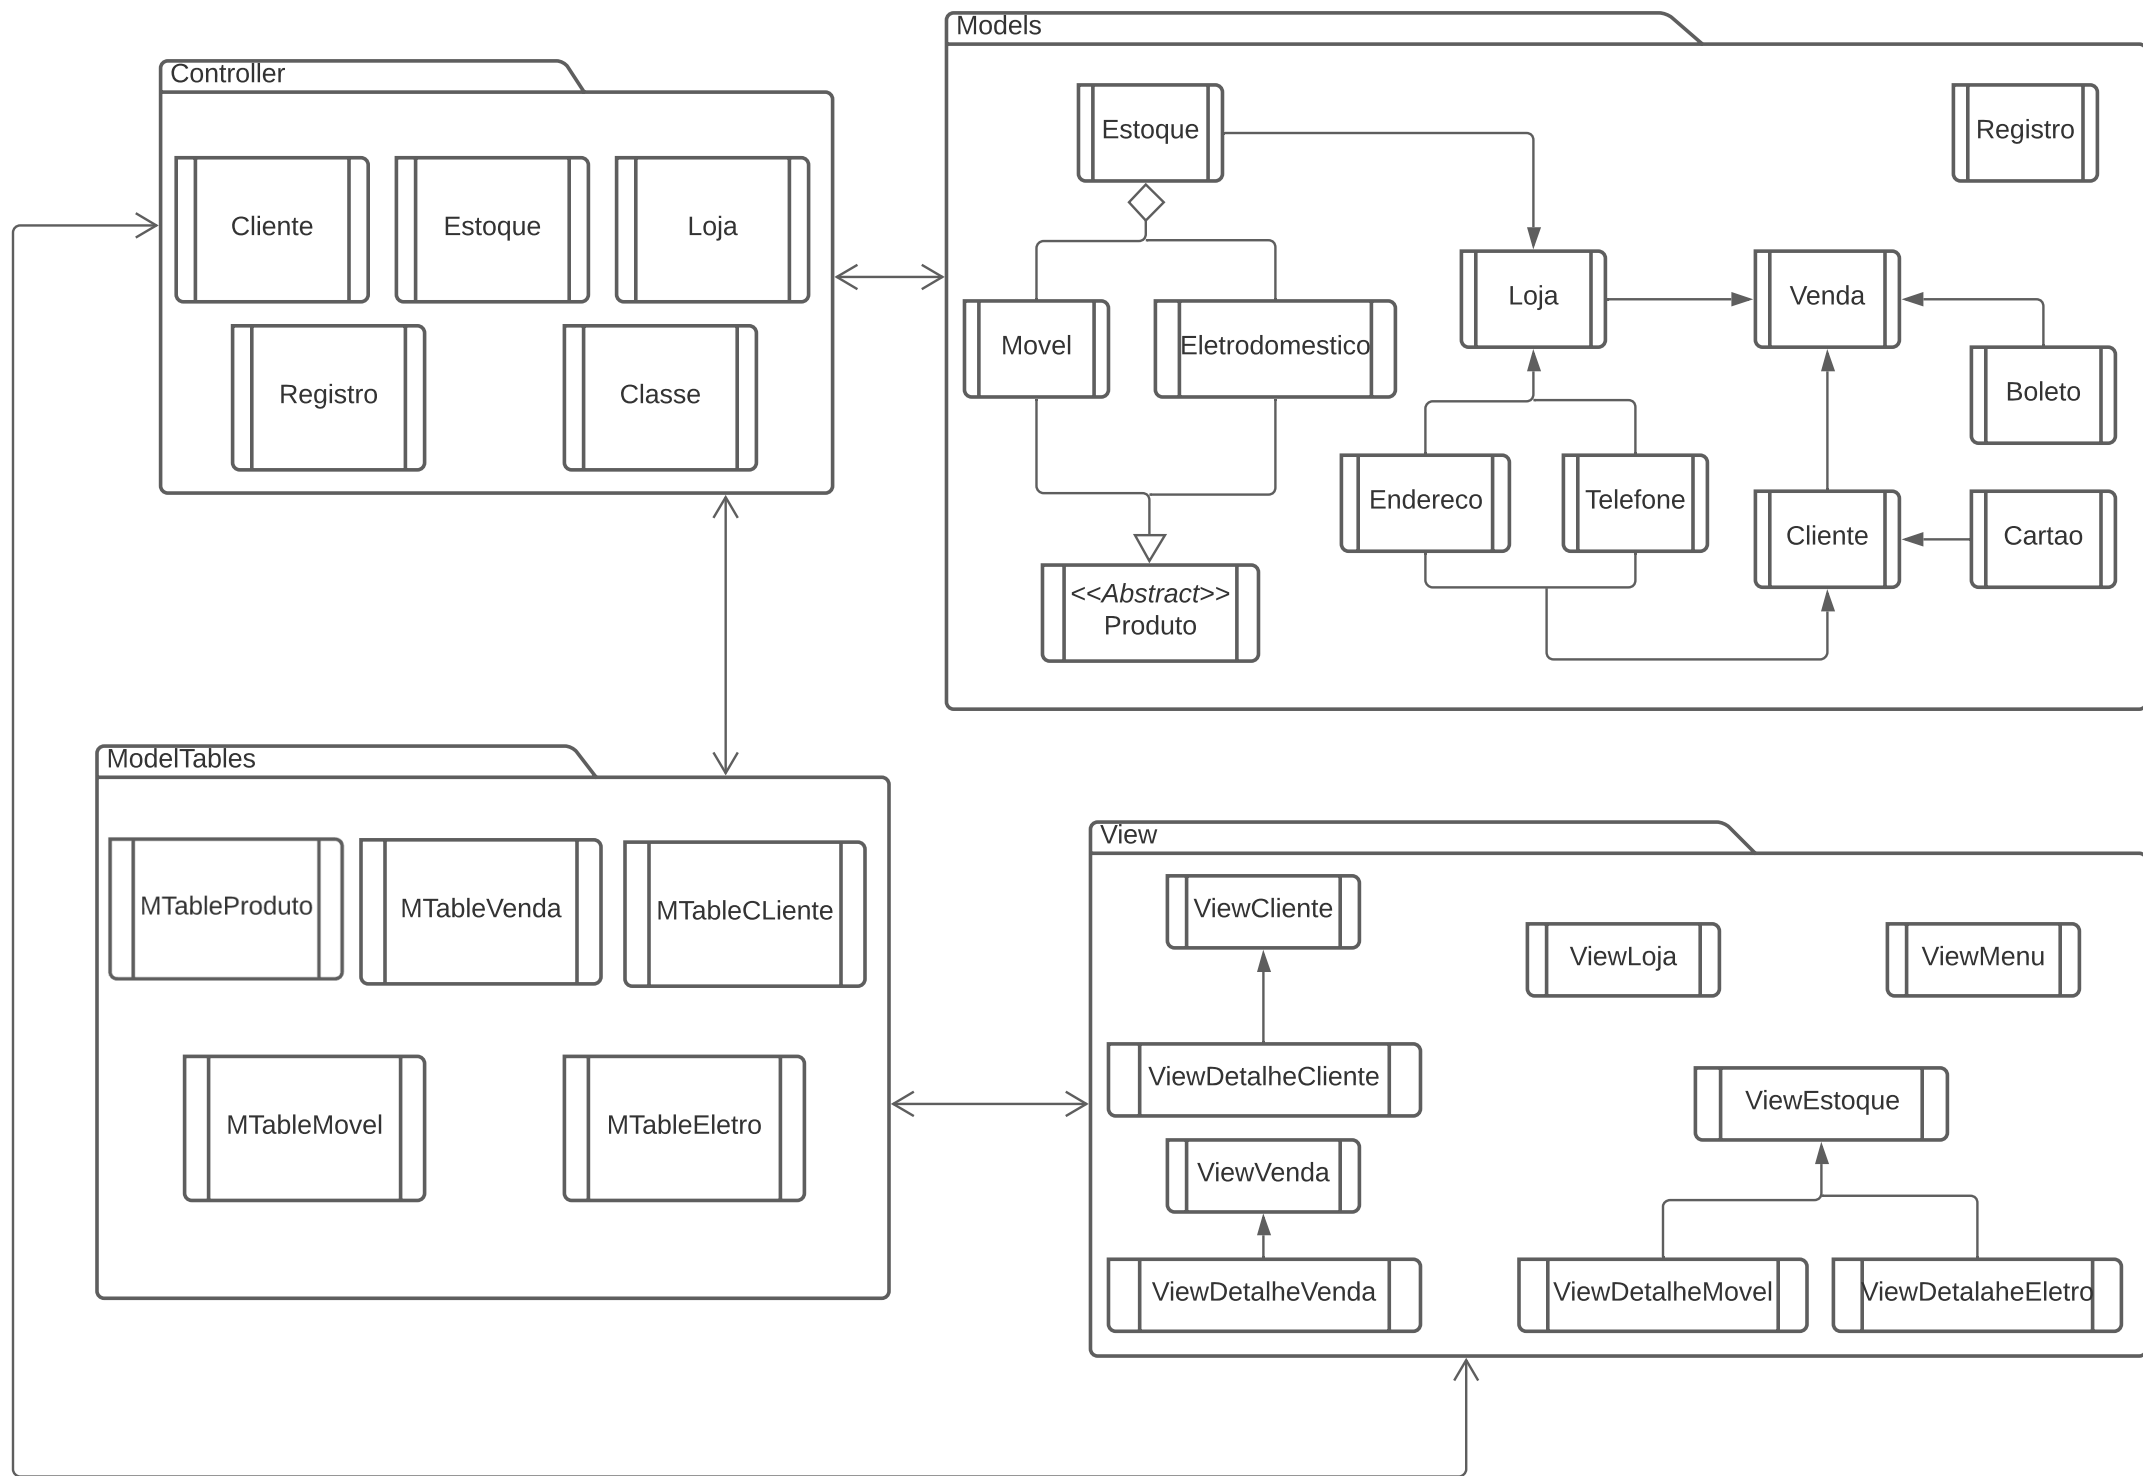 Models
Controller
Estoque
Registro
Cliente
Estoque
Loja
Loja
Venda
Movel
Eletrodomestico
Registro
Classe
Boleto
Endereco
Telefone
Cliente
Cartao
<<Abstract>>
Produto
ModelTables
MTableProduto
MTableVenda
MTableCLiente
MTableMovel
MTableEletro
View
ViewCliente
ViewLoja
ViewMenu
ViewDetalheCliente
ViewEstoque
ViewVenda
ViewDetalheVenda
ViewDetalheMovel
ViewDetalaheEletro